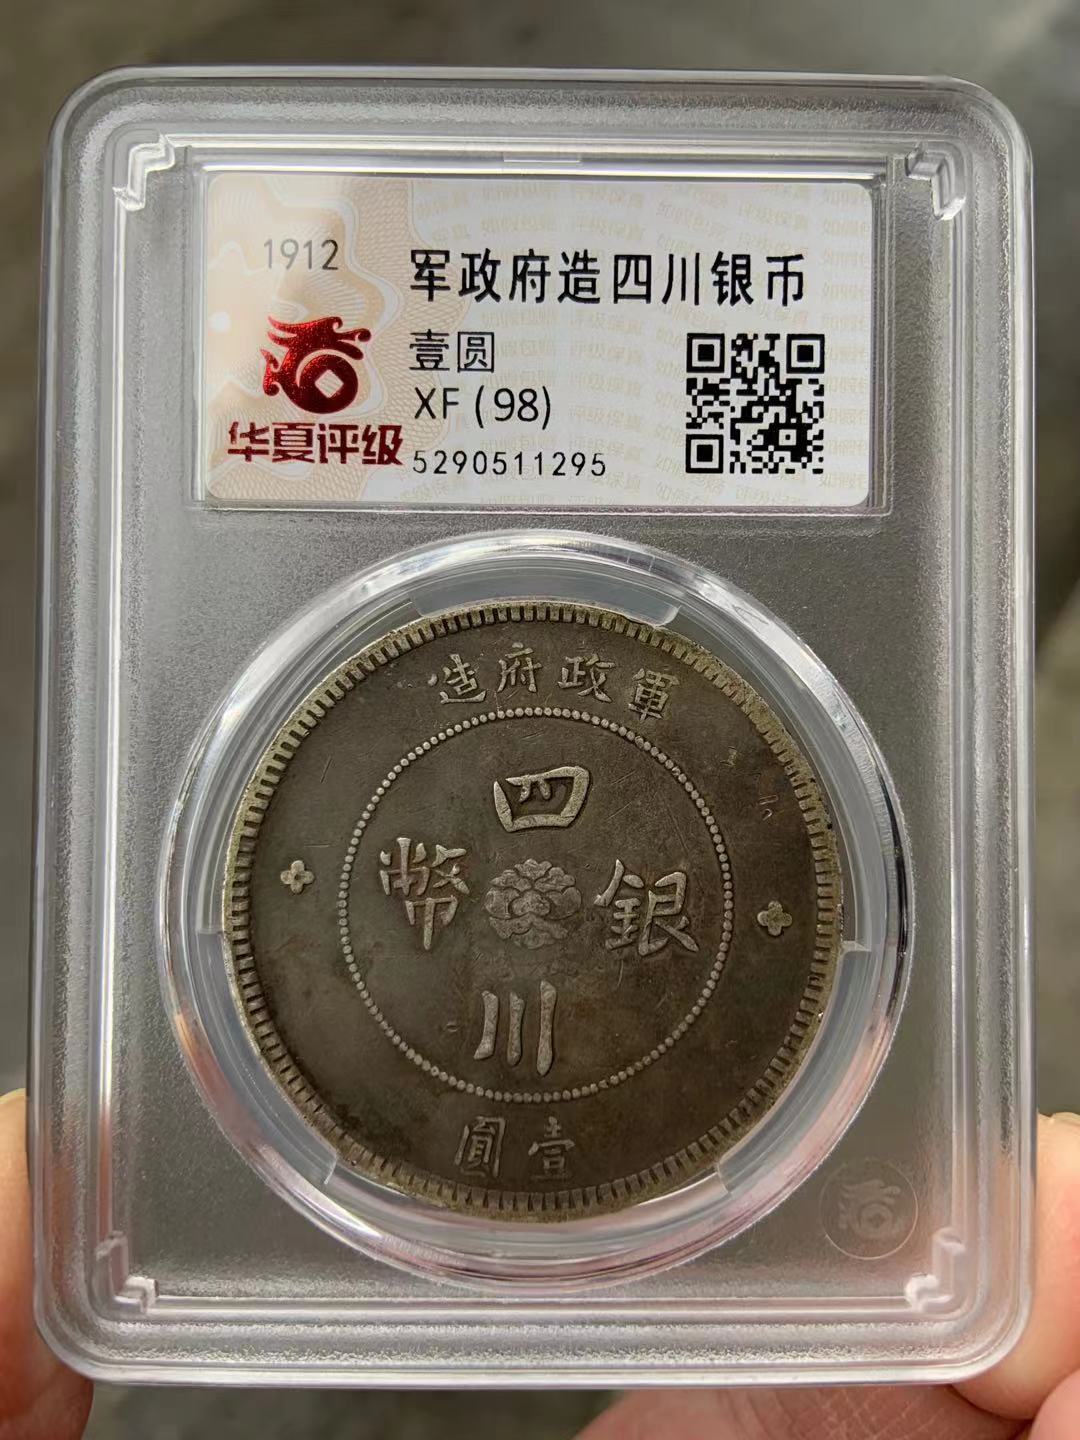 1912
军政府造四川银币
壹圆
XF (98)
华夏评级
5290511295
軍政府造
四川
銀幣
壹圓